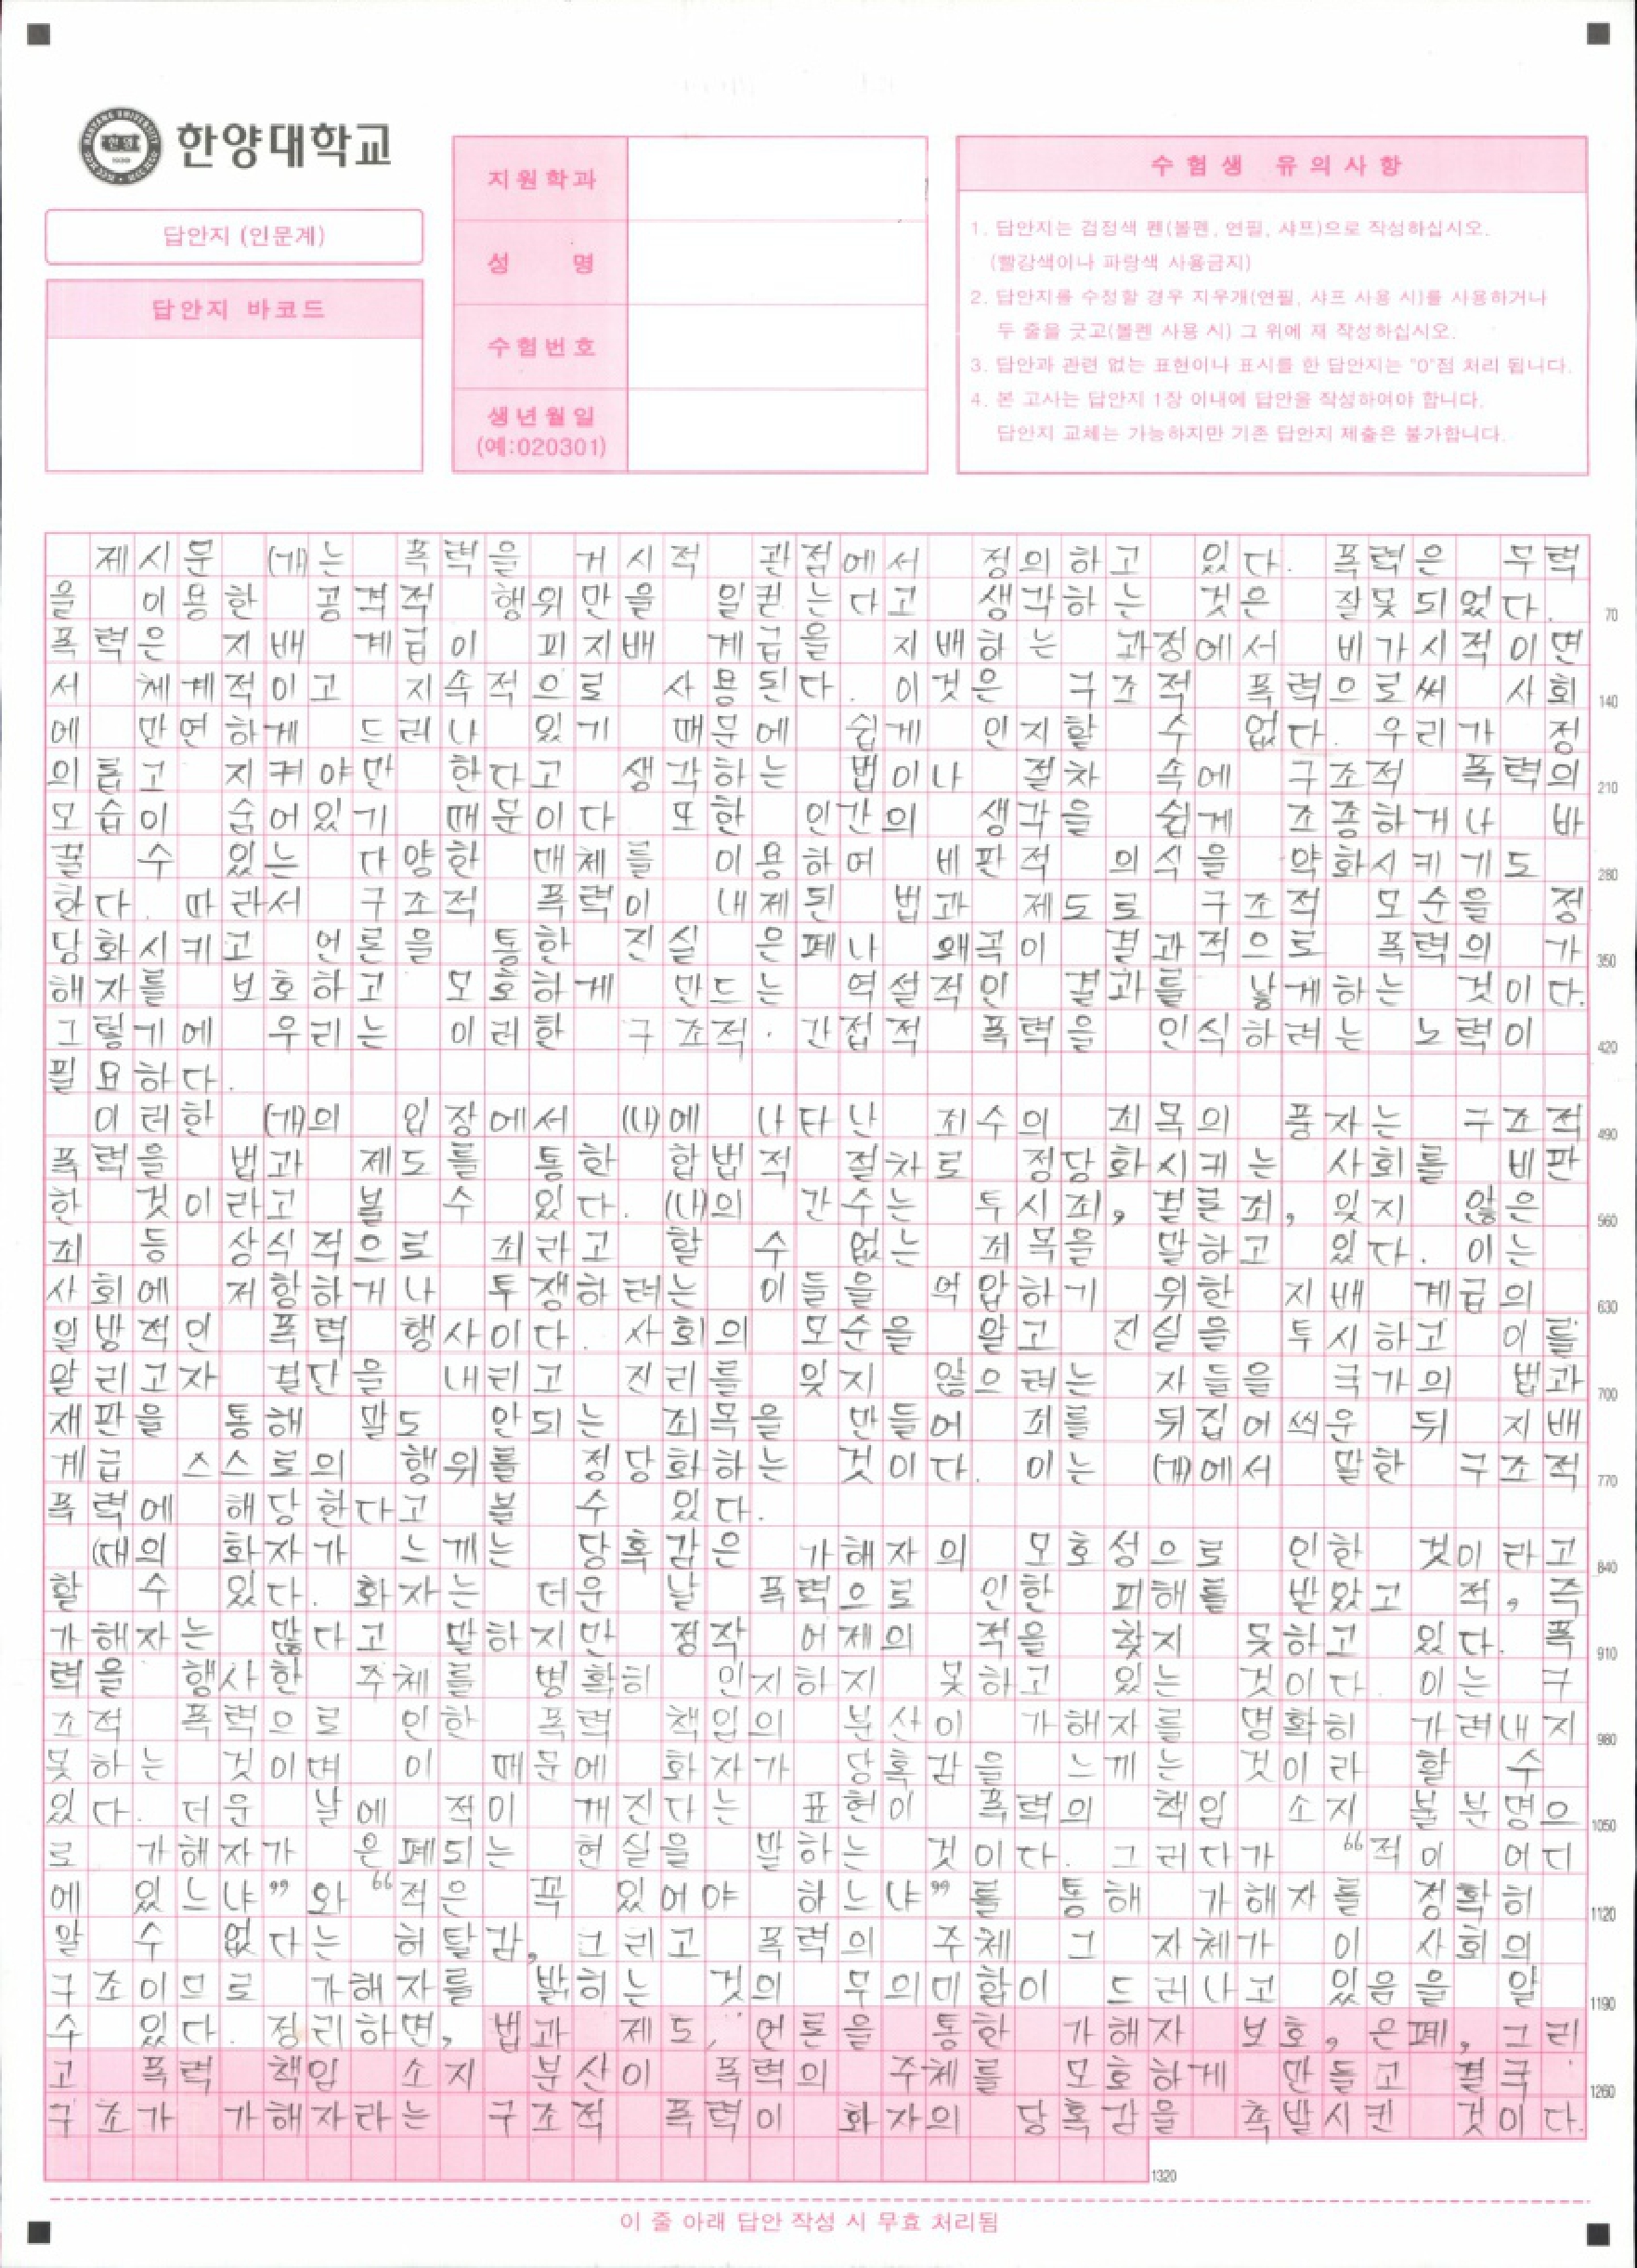 한양대학교
답안지 (인문계)
답안지 바코드
지원학과
성 명
수험번호
생년월일
(예:020301)
수험생 유의사항
1. 답안지는 검정색 펜(볼펜, 연필, 샤프)으로 작성하십시오.
(빨강색이나 파랑색 사용금지)
2. 답안지를 수정할 경우 지우개(연필, 샤프 사용 시)를 사용하거나
두 줄을 긋고(볼펜 사용 시) 그 위에 재 작성하십시오.
3. 답안과 관련 없는 표현이나 표시를 한 답안지는 "0"점 처리 됩니다.
4. 본 고사는 답안지 1장 이내에 답안을 작성하여야 합니다.
답안지 교체는 가능하지만 기존 답안지 제출은 불가합니다.
제시문 (가)는 폭력을 거시적 관점에서 정의하고 있다. 폭력은 무력
을 이용한 공격적 행위만을 일컫는다고 생각하는 것은 잘못되었다. 70
폭력은 지배 계급이 피지배 계급을 지배하는 과정에서 비가시적이면
서 체계적이고 지속적으로 사용된다. 이것은 구조적 폭력으로써 사회 140
에 만연하게 드러나 있기 때문에 쉽게 인지할 수 없다. 우리가 정
의롭고 지켜야만 한다고 생각하는 법이나 절차 속에 구조적 폭력의 210
모습이 숨어있기 때문이다 또한 인간의 생각을 쉽게 조종하거나 바
꿀 수 있는 다양한 매체를 이용하여 비판적 의식을 약화시키기도 280
한다. 따라서 구조적 폭력이 내제된 법과 제도로 구조적 모순을 정
당화시키고 언론을 통한 진실 은폐나 왜곡이 결과적으로 폭력의 가 350
해자를 보호하고 모호하게 만드는 역설적인 결과를 낳게하는 것이다.
그렇기에 우리는 이러한 구조적·간접적 폭력을 인식하려는 노력이 420
필요하다.
이러한 (가)의 입장에서 (나)에 나타난 죄수의 죄목의 풍자는 구조적 490
폭력을 법과 제도를 통한 합법적 절차로 정당화시키는 사회를 비판
한 것이라고 볼 수 있다. (나)의 간수는 투시죄, 결론죄, 잊지 않은 560
죄 등 상식적으로 죄라고 할 수 없는 죄목을 말하고 있다. 이는
사회에 저항하거나 투쟁하려는 이들을 억압하기 위한 지배 계급의 630
일방적인 폭력 행사이다. 사회의 모순을 알고 진실을 투시하고 이를
알리고자 결단을 내리고 진리를 잊지 않으려는 자들을 국가의 법과 700
재판을 통해 말도 안되는 죄목을 만들어 죄를 뒤집어씌운 뒤 지배
계급 스스로의 행위를 정당화하는 것이다. 이는 (가)에서 말한 구조적 770
폭력에 해당한다고 볼 수 있다.
(다)의 화자가 느끼는 당혹감은 가해자의 모호성으로 인한 것이라고 840
할 수 있다. 화자는 더운 날 폭력으로 인한 피해를 받았고 적, 즉
가해자는 많다고 말하지만 정작 어제의 적을 찾지 못하고 있다. 폭 910
력을 행사한 주체를 명확히 인지하지 못하고 있는 것이다. 이는 구
조적 폭력으로 인한 폭력 책임의 분산이 가해자를 명확히 가려내지 980
못하는 것이며 이 때문에 화자가 당혹감을 느끼는 것이라 할 수
있다. 더운 날에 적이 개진다는 표현이 폭력의 책임 소지 불분명으 1050
로 가해자가 은폐되는 현실을 말하는 것이다. 그러다가 “적이 어디
에 있느냐”와 “적은 꼭 있어야 하느냐”를 통해 가해자를 정확히 1120
알 수 없다는 허탈감, 그리고 폭력의 주체 그 자체가 이 사회의
구조이므로 가해자를 밝히는 것의 무의미함이 드러나고 있음을 알 1190
수 있다. 정리하면, 법과 제도, 언론을 통한 가해자 보호, 은폐, 그리
고 폭력 책임 소지 분산이 폭력의 주체를 모호하게 만들고 결국 1260
구조가 가해자라는 구조적 폭력이 화자의 당혹감을 촉발시킨 것이다.
1320
이 줄 아래 답안 작성 시 무효 처리됨